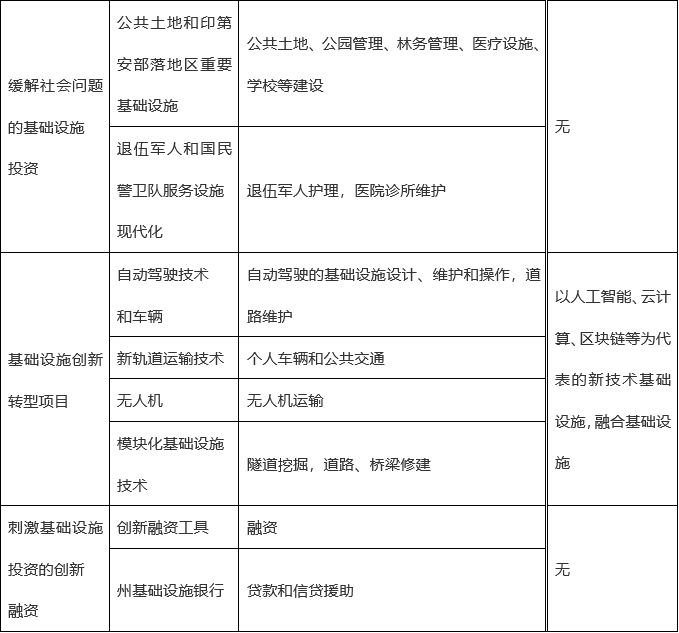 缓解社会问题
的基础设施
投资
公共土地和印第
安部落地区重要
基础设施
公共土地、公园管理、林务管理、医疗设施、
学校等建设
无
退伍军人和国民
警卫队服务设施
现代化
退伍军人护理，医院诊所维护
基础设施创新
转型项目
自动驾驶技术
和车辆
自动驾驶的基础设施设计、维护和操作，道
路维护
以人工智能、云计
算、区块链等为代
表的新技术基础
设施，融合基础设
施
新轨道运输技术
个人车辆和公共交通
无人机
无人机运输
模块化基础设施
技术
隧道挖掘，道路、桥梁修建
刺激基础设施
投资的创新
融资
创新融资工具
融资
无
州基础设施银行
贷款和信贷援助